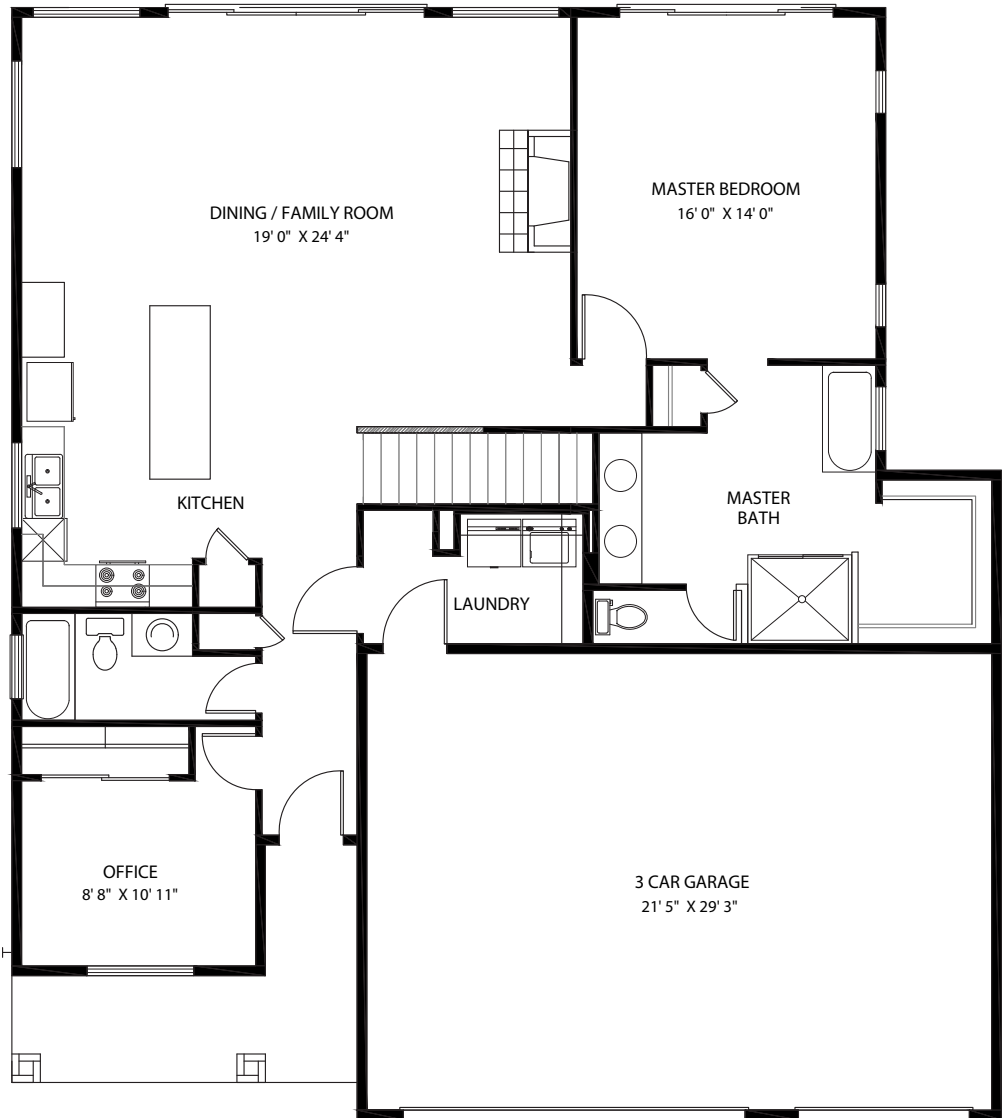 MASTER BEDROOM
16' 0" X 14' 0"
DINING / FAMILY ROOM
19' 0" X 24' 4"
KITCHEN
MASTER
BATH
LAUNDRY
OFFICE
8' 8" X 10' 11"
3 CAR GARAGE
21' 5" X 29' 3"